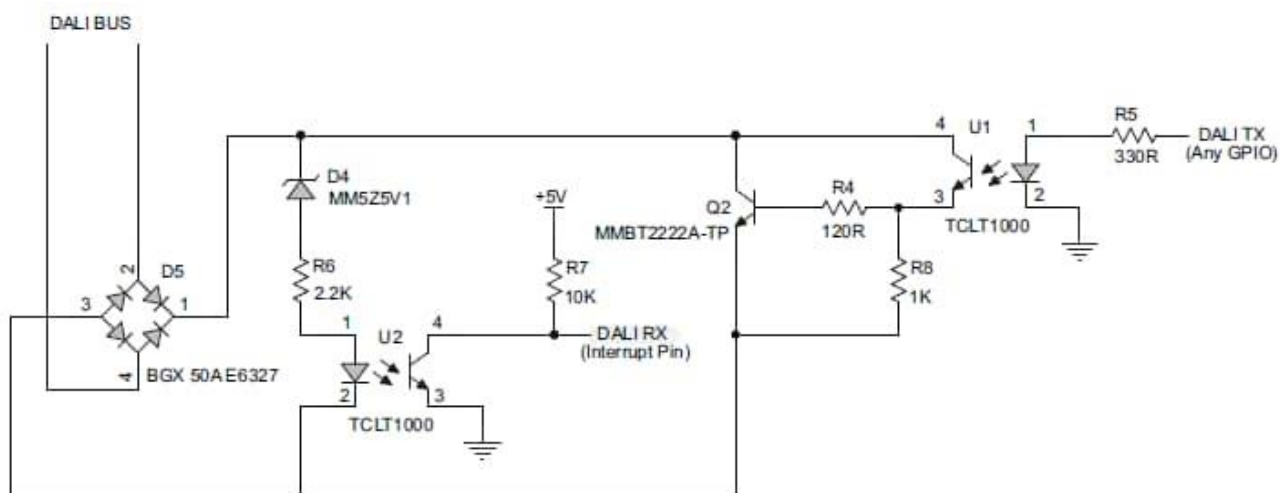 DALI BUS
D4
MM5Z5V1
R6
2.2K
D5
2
3
1
4
BGX 50A E6327
+5V
R7
10K
1
U2
4
2
3
TCLT1000
DALI RX
(Interrupt Pin)
Q2
MMBT2222A-TP
R4
120R
R8
1K
4
U1
1
3
2
TCLT1000
R5
330R
DALI TX
(Any GPIO)